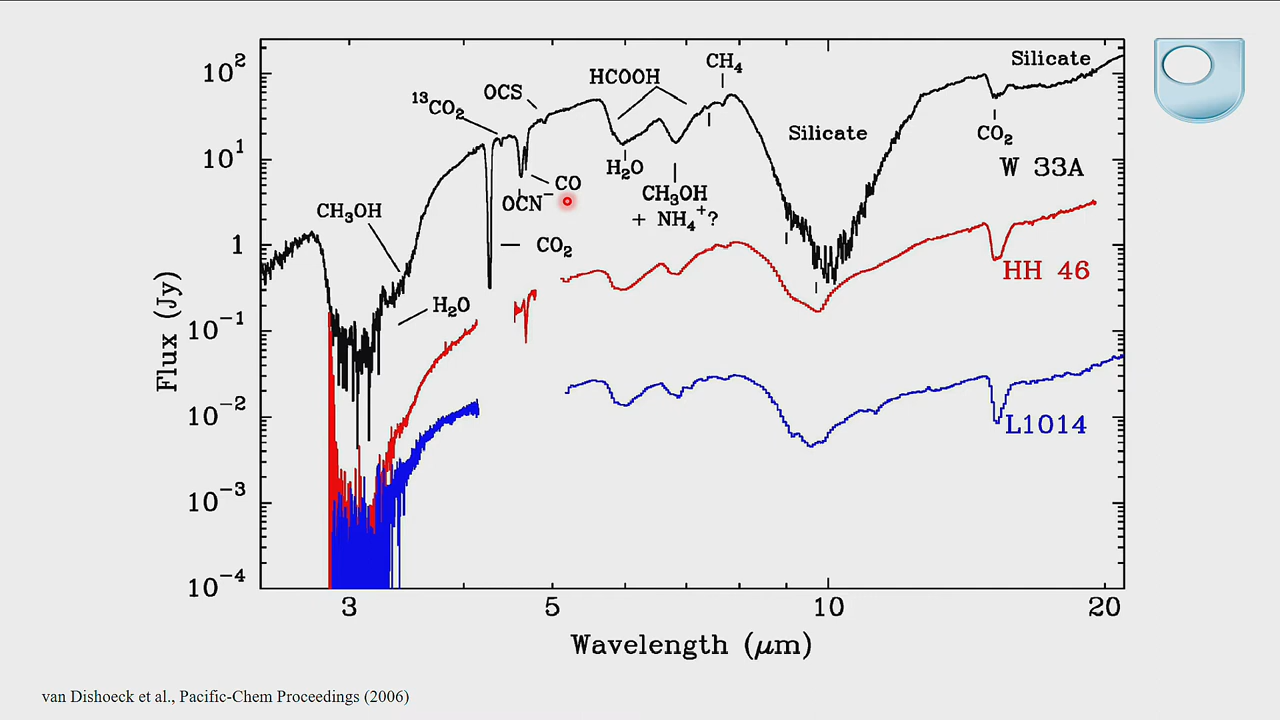 10²
10¹
1
10⁻¹
10⁻²
10⁻³
10⁻⁴
Flux (Jy)
3
5
10
20
Wavelength (μm)
CH₃OH
H₂O
¹³CO₂
OCS
CO
OCN⁻
CO₂
HCOOH
H₂O
CH₃OH
+ NH₄⁺?
CH₄
Silicate
Silicate
CO₂
W 33A
HH 46
L1014
van Dishoeck et al., Pacific-Chem Proceedings (2006)